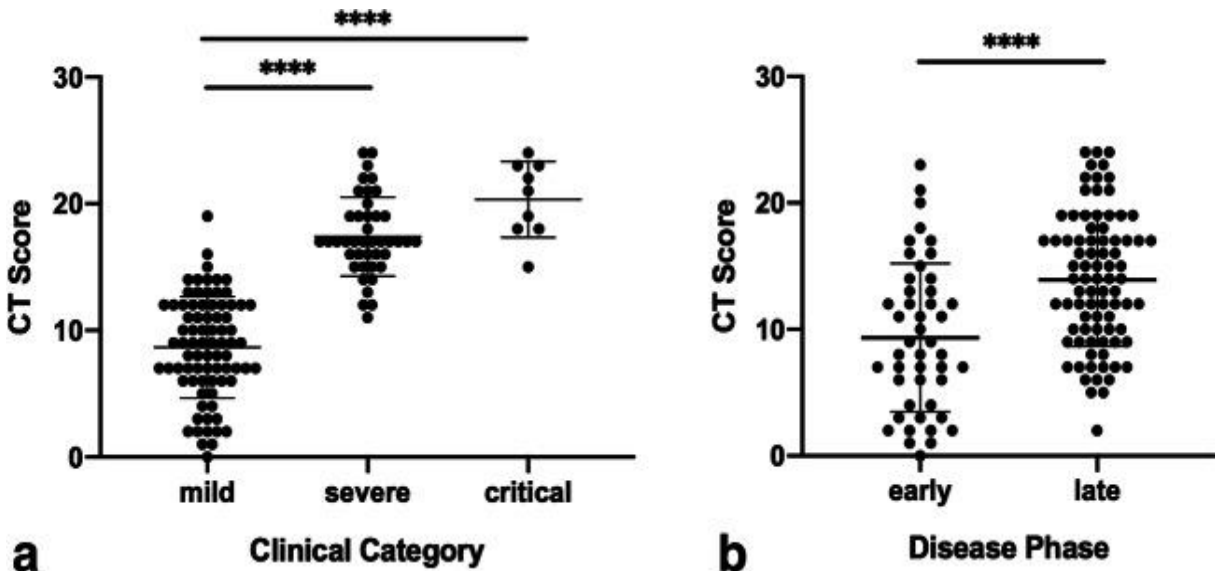 ****
****
30
20
10
0
CT Score
mild severe critical
Clinical Category
a
****
30
20
10
0
CT Score
early late
Disease Phase
b